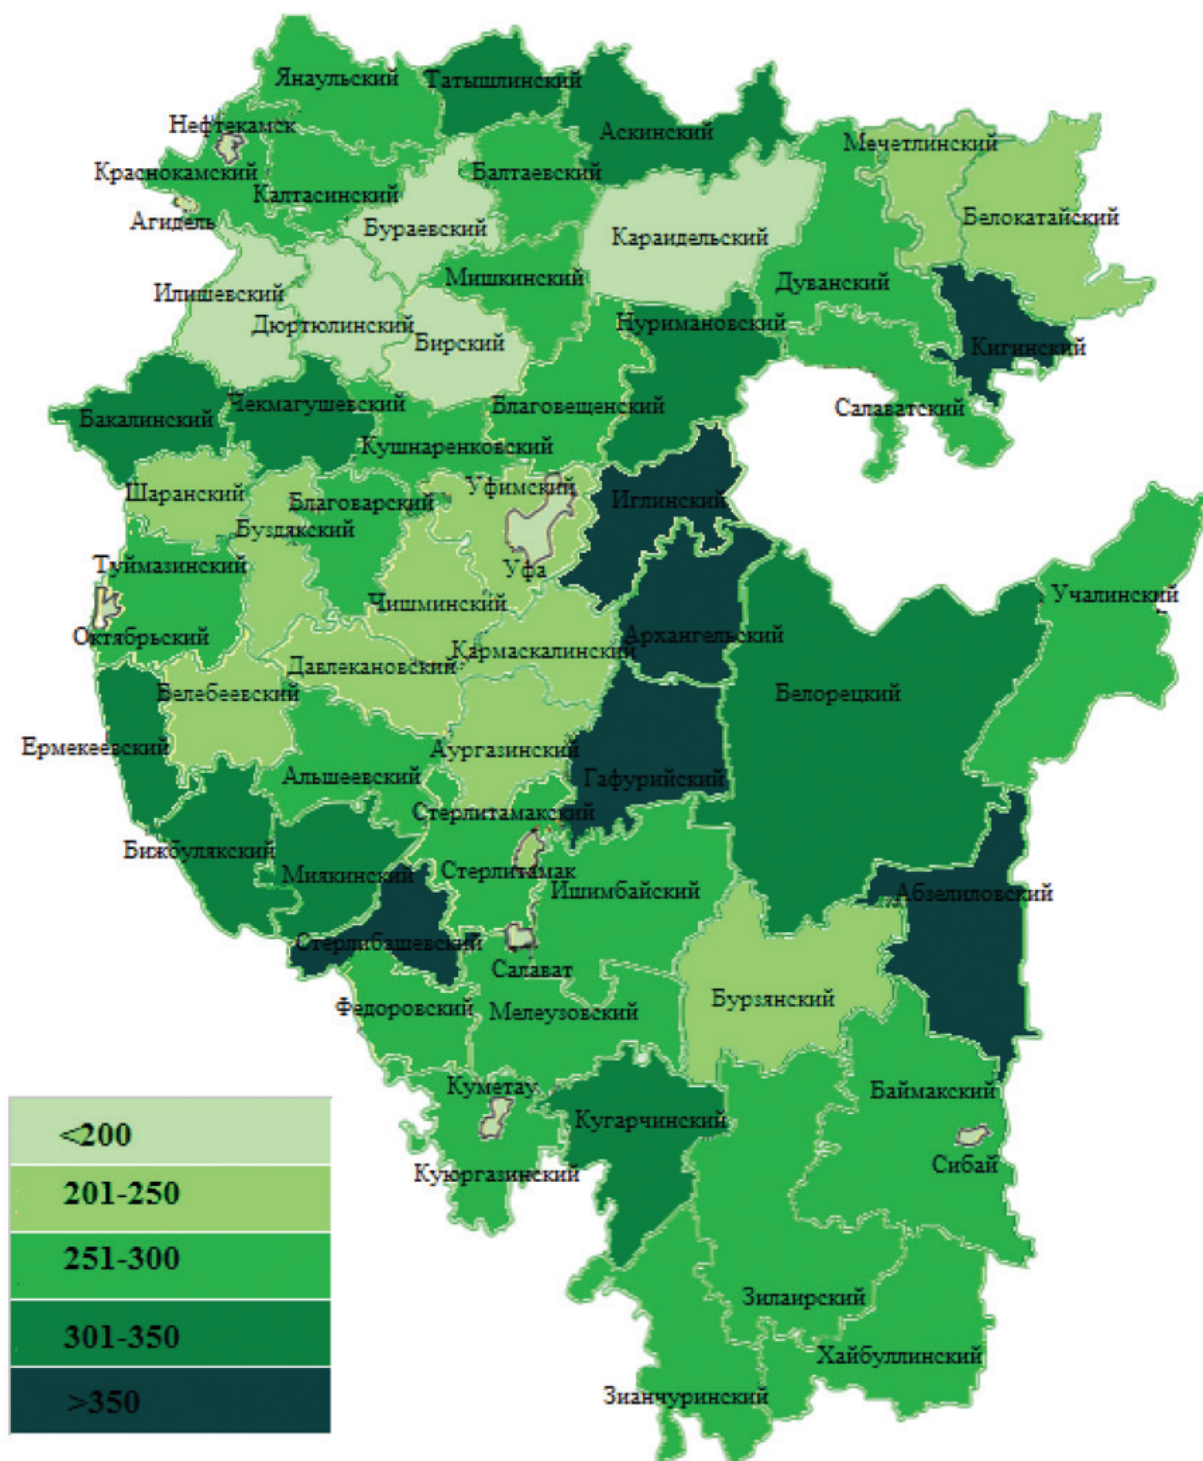 Янаульский
Татышлинский
Нефтекамск
Аскинский
Мечетлинский
Краснокамский
Калтасинский
Балтаевский
Агидель
Бураевский
Караидельский
Белокатайский
Илишевский
Мишкинский
Дуванский
Дюртюлинский
Бирский
Нуримановский
Кигинский
Бакалинский
Чекмагушевский
Благовещенский
Салаватский
Кушнаренковский
Шаранский
Благоварский
Уфимский
Иглинский
Буздякский
Туймазинский
Уфа
Чишминский
Учалинский
Октябрьский
Давлекановский
Кармаскалинский
Архангельский
Белебеевский
Белорецкий
Ермекеевский
Альшеевский
Аургазинский
Гафурийский
Стерлитамакский
Бижбулякский
Миякинский
Стерлитамак
Ишимбайский
Абзелиловский
Стерлибашевский
Салават
Федоровский
Мелеузовский
Бурзянский
Куметау
Кугарчинский
Баймакский
Куюргазинский
Сибай
Зилаирский
Хайбуллинский
Зианчуринский
<200
201-250
251-300
301-350
>350